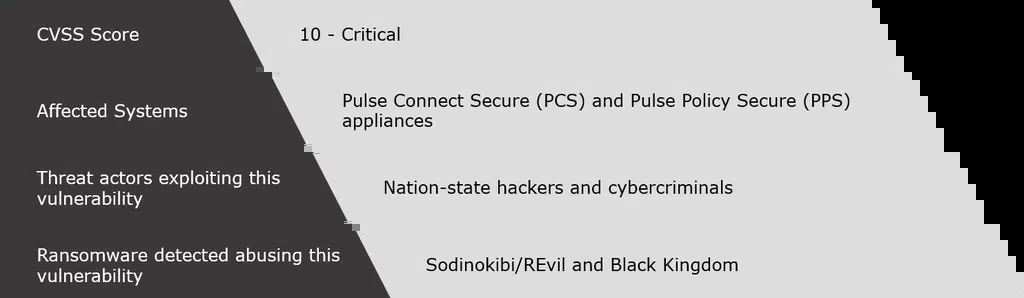 CVSS Score
10 - Critical
Affected Systems
Pulse Connect Secure (PCS) and Pulse Policy Secure (PPS)
appliances
Threat actors exploiting this
vulnerability
Nation-state hackers and cybercriminals
Ransomware detected abusing this
vulnerability
Sodinokibi/REvil and Black Kingdom